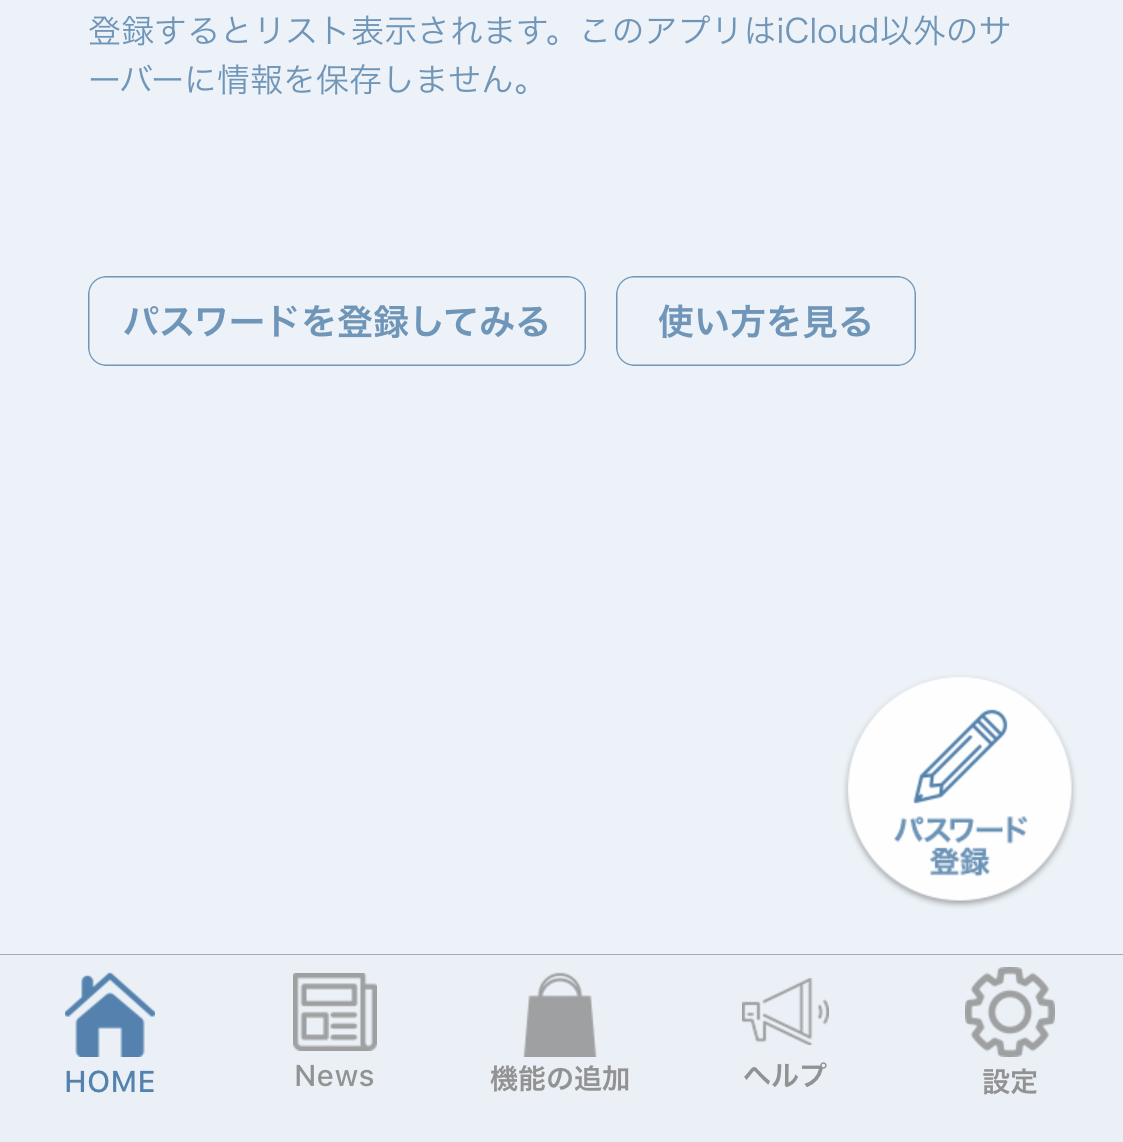 登録するとリスト表示されます。このアプリはiCloud以外のサ
ーバーに情報を保存しません。
パスワードを登録してみる
使い方を見る
パスワード
登録
HOME
News
機能の追加
ヘルプ
設定